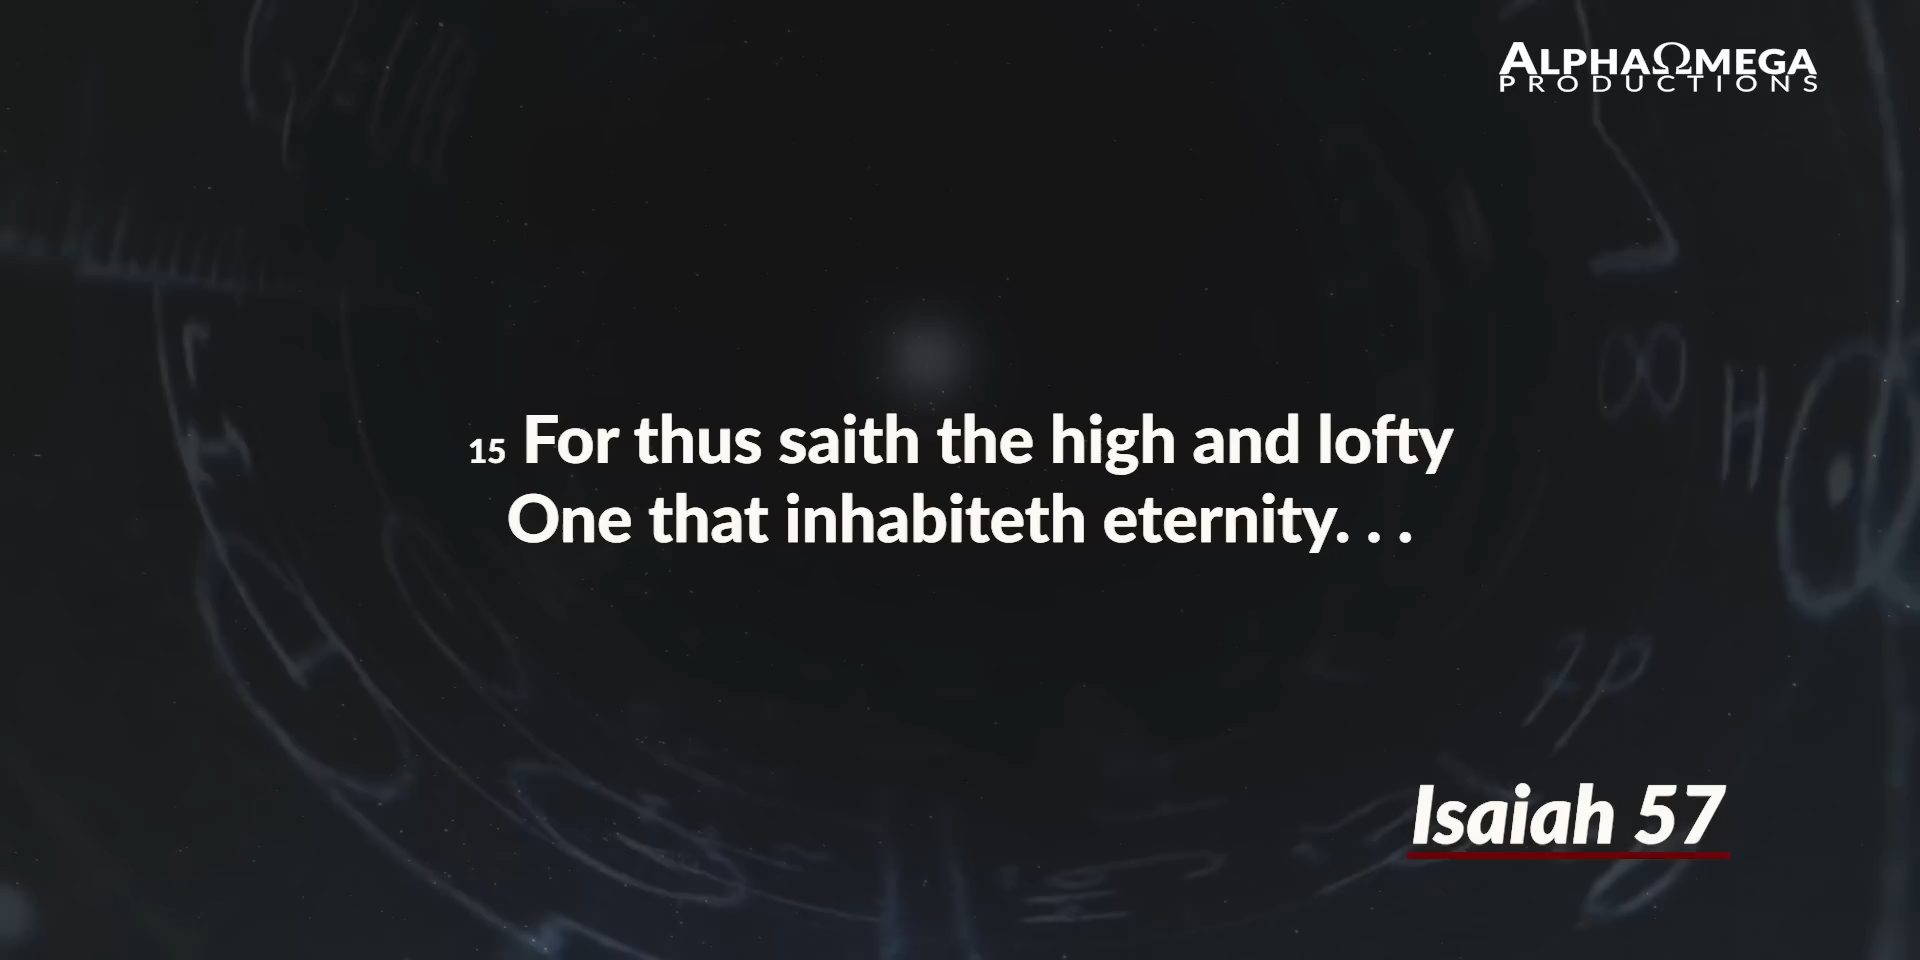 ALPHAΩMEGA
PRODUCTIONS
15 For thus saith the high and lofty
One that inhabiteth eternity. . .
Isaiah 57